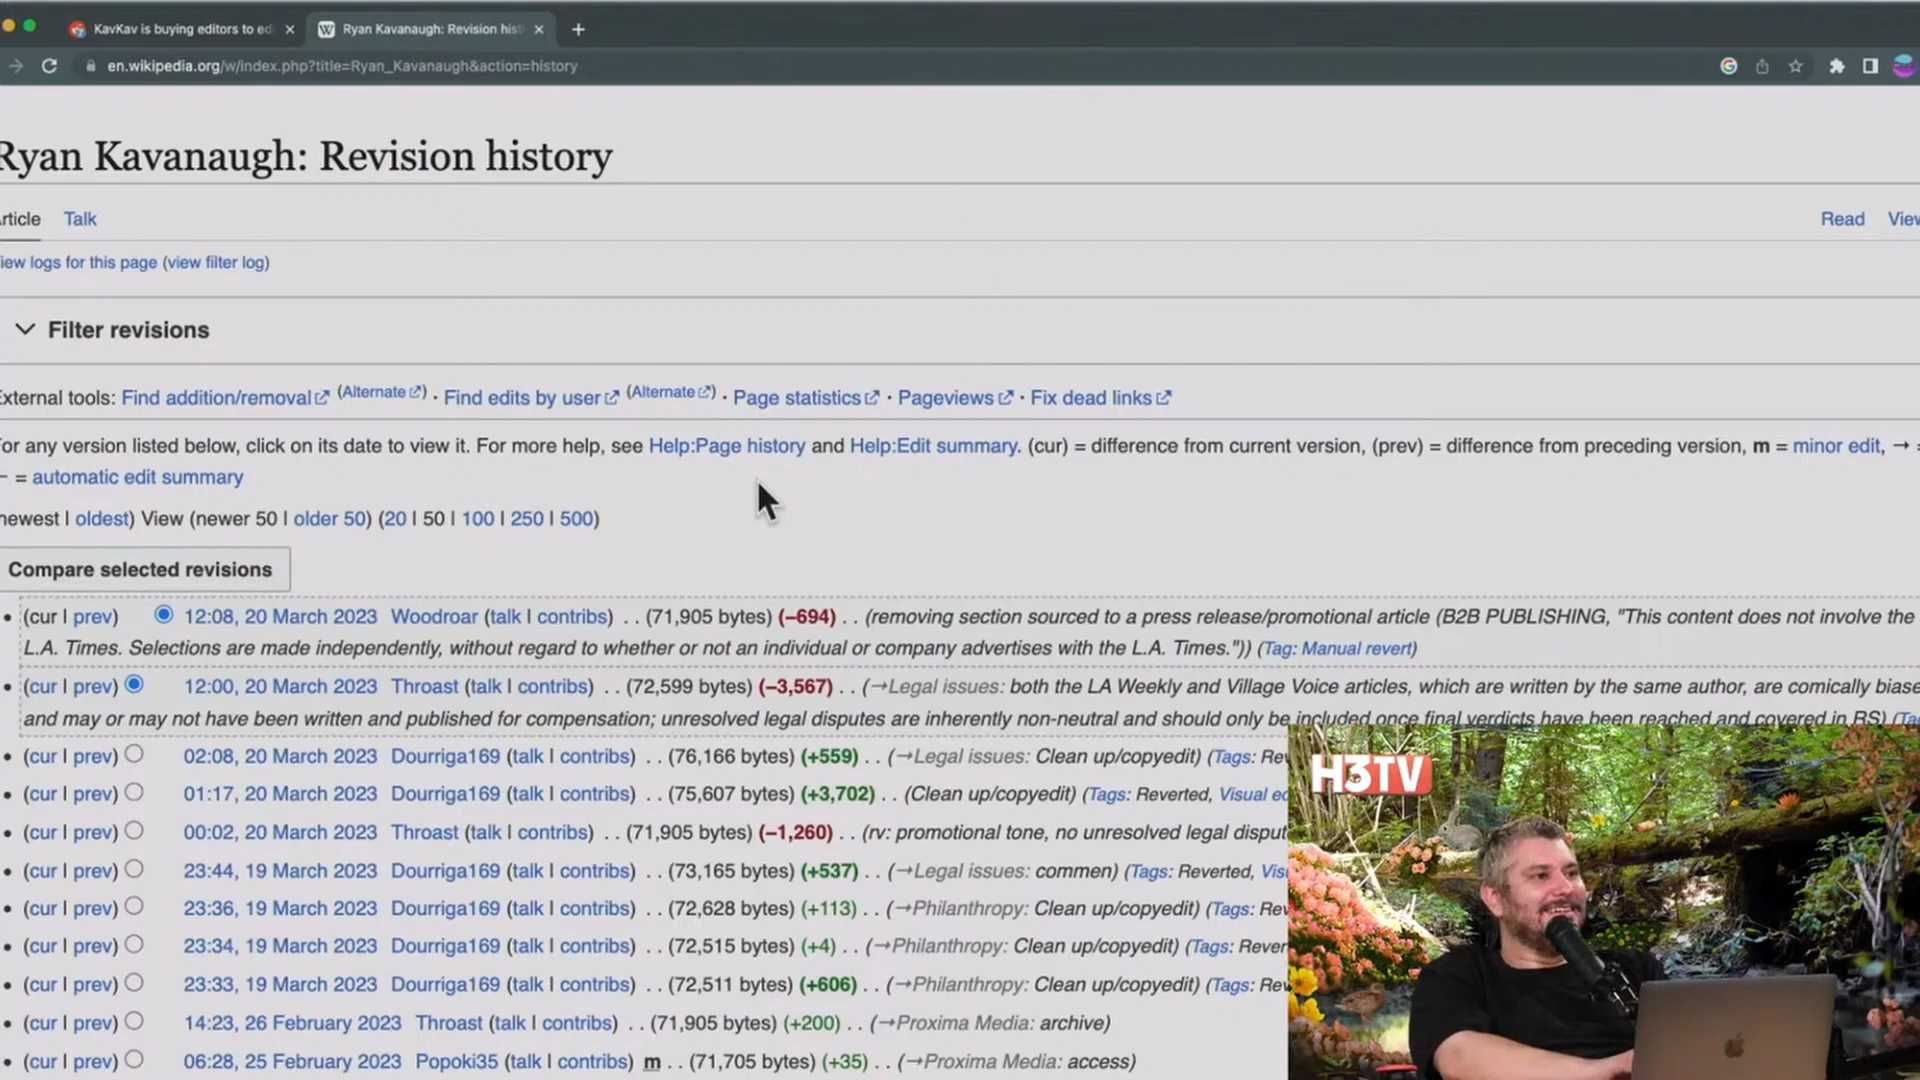 KavKav is buying editors to ed
Ryan Kavanaugh: Revision hist
en.wikipedia.org/w/index.php?title=Ryan_Kavanaugh&action=history
Ryan Kavanaugh: Revision history
rticle Talk Read View
iew logs for this page (view filter log)
Filter revisions
External tools: Find addition/removal (Alternate) · Find edits by user (Alternate) · Page statistics · Pageviews · Fix dead links
or any version listed below, click on its date to view it. For more help, see Help:Page history and Help:Edit summary. (cur) = difference from current version, (prev) = difference from preceding version, m = minor edit, → =
= automatic edit summary
newest | oldest) View (newer 50 | older 50) (20 | 50 | 100 | 250 | 500)
Compare selected revisions
• (cur | prev) 12:08, 20 March 2023 Woodroar (talk | contribs) . . (71,905 bytes) (−694) . . (removing section sourced to a press release/promotional article (B2B PUBLISHING, "This content does not involve the
L.A. Times. Selections are made independently, without regard to whether or not an individual or company advertises with the L.A. Times.")) (Tag: Manual revert)
• (cur | prev) 12:00, 20 March 2023 Throast (talk | contribs) . . (72,599 bytes) (−3,567) . . (→Legal issues: both the LA Weekly and Village Voice articles, which are written by the same author, are comically biase
and may or may not have been written and published for compensation; unresolved legal disputes are inherently non-neutral and should only be included once final verdicts have been reached and covered in RS) (Ta
• (cur | prev) 02:08, 20 March 2023 Dourriga169 (talk | contribs) . . (76,166 bytes) (+559) . . (→Legal issues: Clean up/copyedit) (Tags: Rev
• (cur | prev) 01:17, 20 March 2023 Dourriga169 (talk | contribs) . . (75,607 bytes) (+3,702) . . (Clean up/copyedit) (Tags: Reverted, Visual ed
• (cur | prev) 00:02, 20 March 2023 Throast (talk | contribs) . . (71,905 bytes) (−1,260) . . (rv: promotional tone, no unresolved legal disput
• (cur | prev) 23:44, 19 March 2023 Dourriga169 (talk | contribs) . . (73,165 bytes) (+537) . . (→Legal issues: commen) (Tags: Reverted, Vis
• (cur | prev) 23:36, 19 March 2023 Dourriga169 (talk | contribs) . . (72,628 bytes) (+113) . . (→Philanthropy: Clean up/copyedit) (Tags: Rev
• (cur | prev) 23:34, 19 March 2023 Dourriga169 (talk | contribs) . . (72,515 bytes) (+4) . . (→Philanthropy: Clean up/copyedit) (Tags: Rever
• (cur | prev) 23:33, 19 March 2023 Dourriga169 (talk | contribs) . . (72,511 bytes) (+606) . . (→Philanthropy: Clean up/copyedit) (Tags: Rev
• (cur | prev) 14:23, 26 February 2023 Throast (talk | contribs) . . (71,905 bytes) (+200) . . (→Proxima Media: archive)
• (cur | prev) 06:28, 25 February 2023 Popoki35 (talk | contribs) m . . (71,705 bytes) (+35) . . (→Proxima Media: access)
H3TV